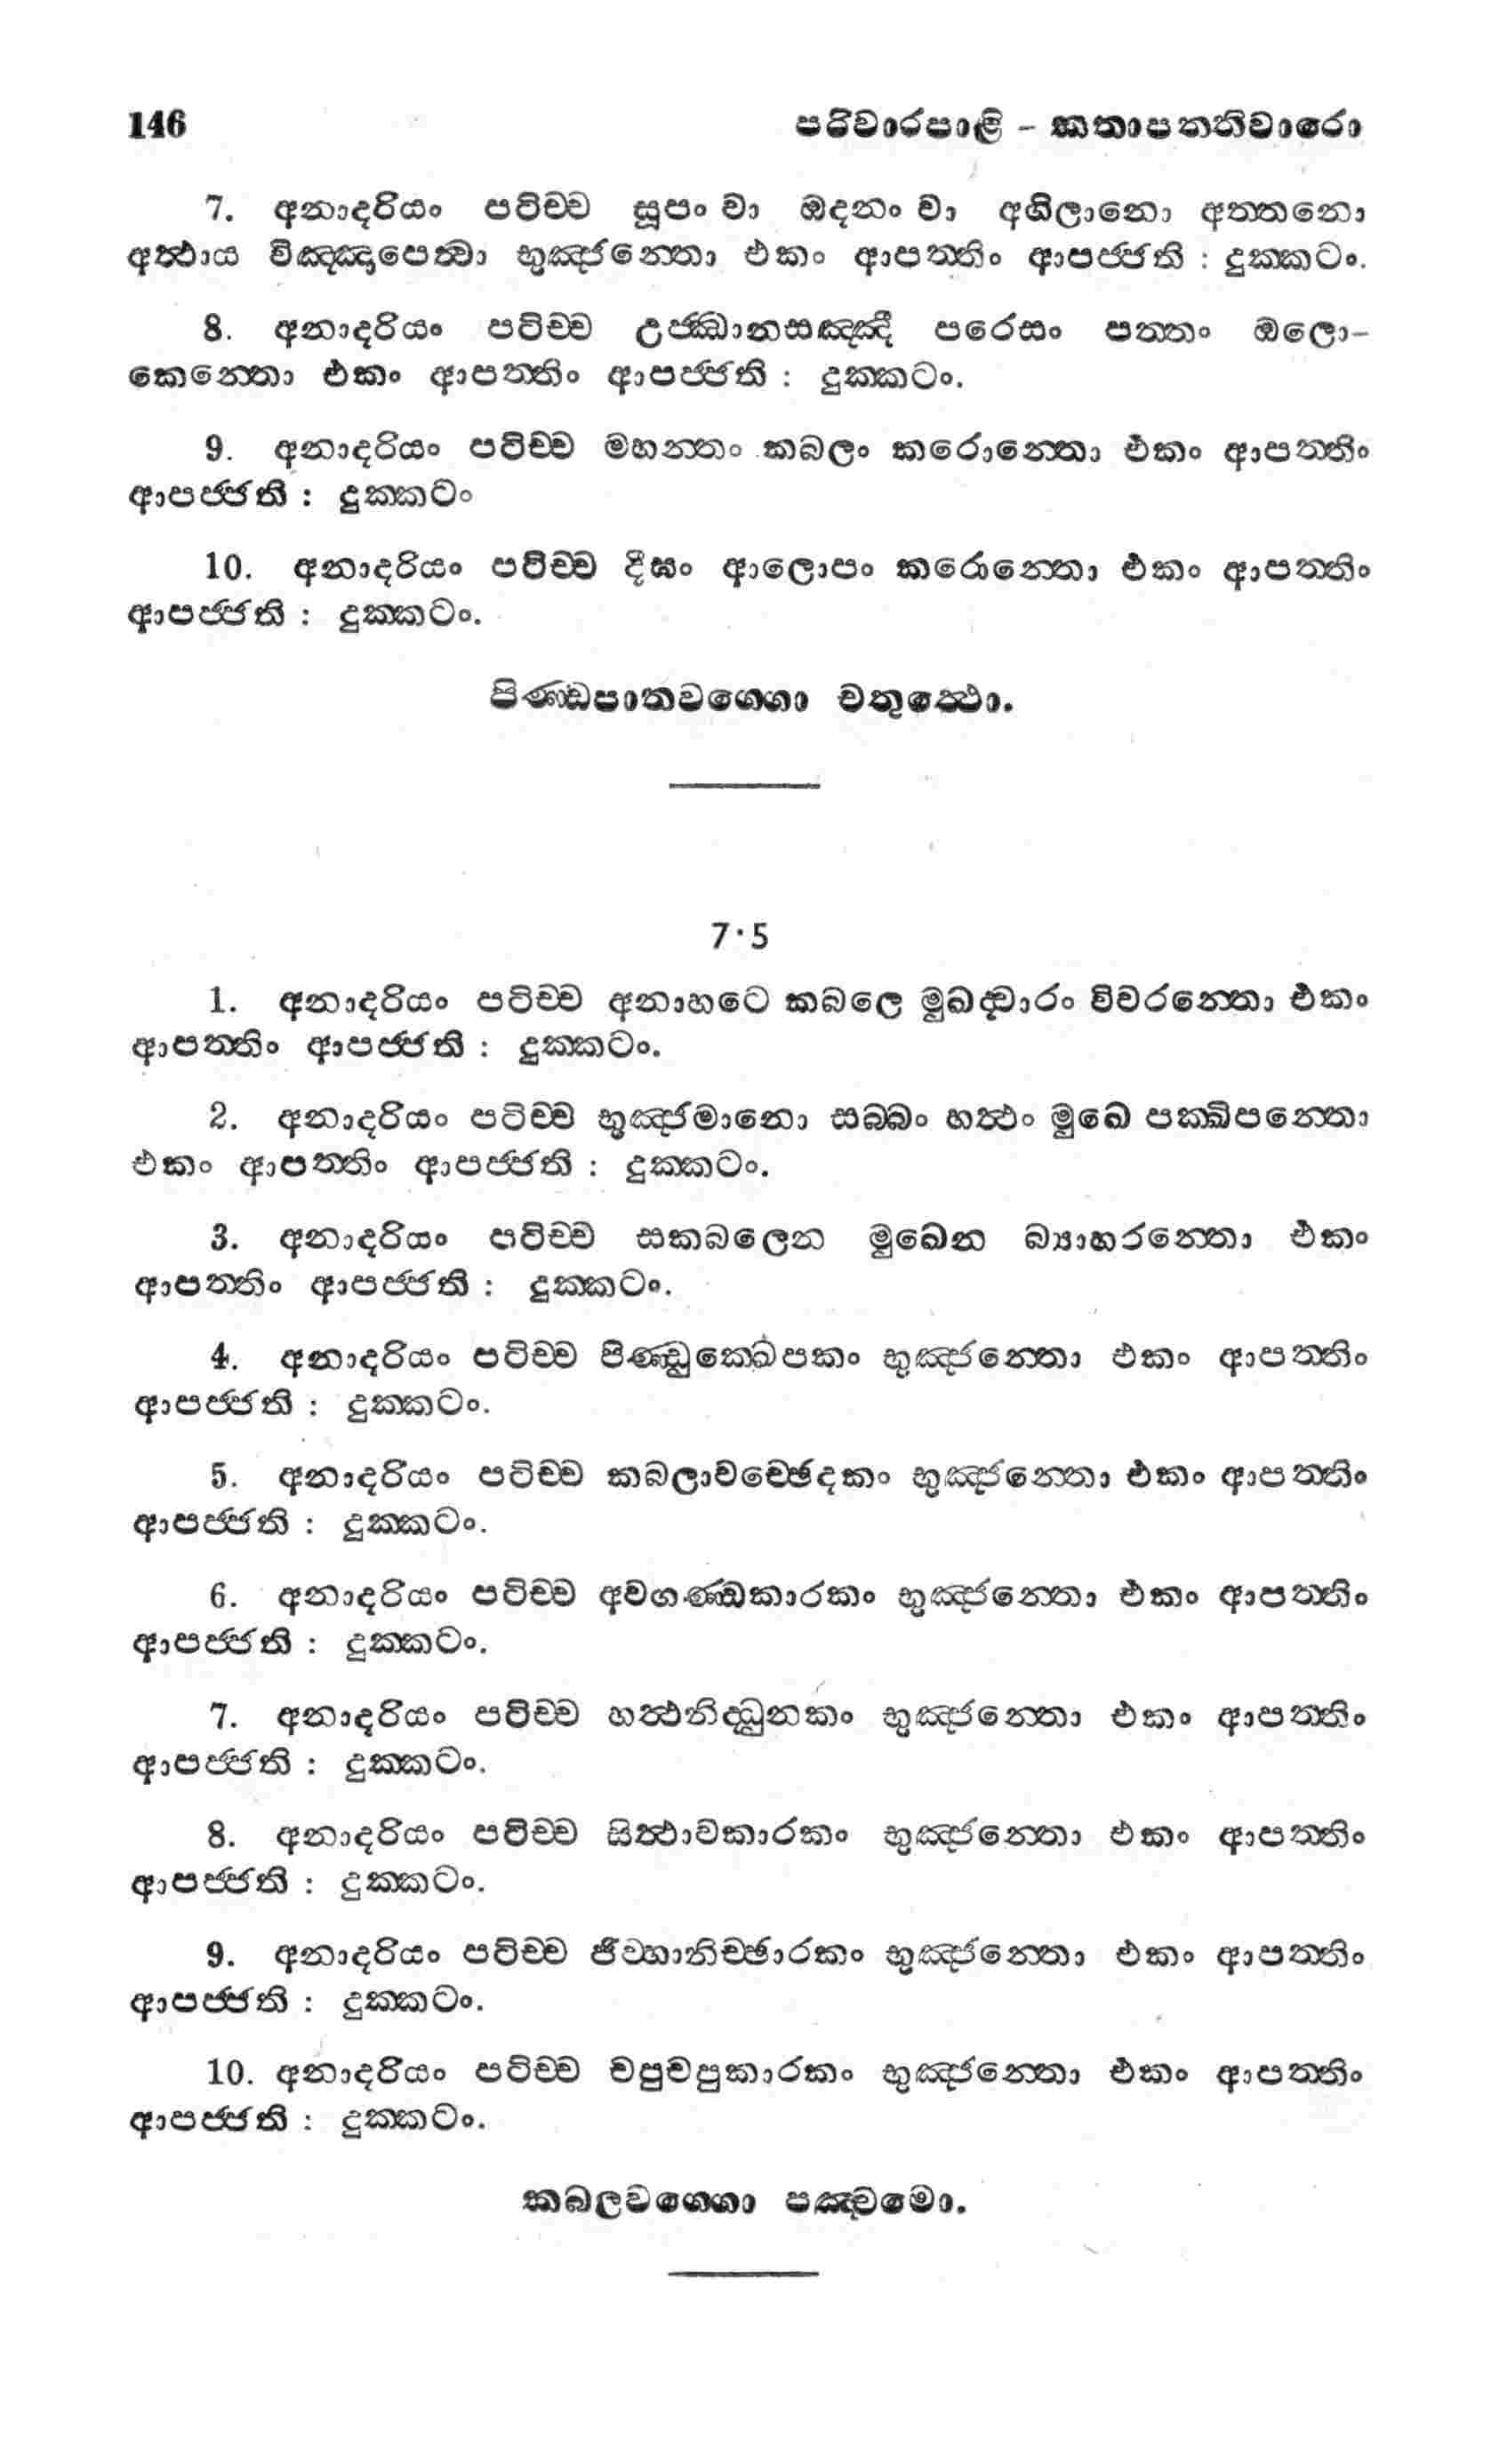 146 පරිවාරපාළි - කතාපත්තිවාරො
7. අනාදරියං පටිච්ච සූපං වා ඔදනං වා අගිලානො අත්තනො
අත්ථාය විඤ්ඤාපෙත්වා භුඤ්ජන්තො එකං ආපත්තිං ආපජ්ජති : දුක්කටං.
8. අනාදරියං පටිච්ච උජ්ඣානසඤ්ඤී පරෙසං පත්තං ඔලො-
කෙන්තො එකං ආපත්තිං ආපජ්ජති : දුක්කටං.
9. අනාදරියං පටිච්ච මහන්තං කබලං කරොන්තො එකං ආපත්තිං
ආපජ්ජති : දුක්කටං
10. අනාදරියං පටිච්ච දීඝං ආලොපං කරොන්තො එකං ආපත්තිං
ආපජ්ජති : දුක්කටං.
පිණ්ඩපාතවග්ගො චතුත්ථො.
7·5
1. අනාදරියං පටිච්ච අනාහටෙ කබලෙ මුඛද්වාරං විවරන්තො එකං
ආපත්තිං ආපජ්ජති : දුක්කටං.
2. අනාදරියං පටිච්ච භුඤ්ජමානො සබ්බං හත්ථං මුඛෙ පක්ඛිපන්තො
එකං ආපත්තිං ආපජ්ජති : දුක්කටං.
3. අනාදරියං පටිච්ච සකබලෙන මුඛෙන බ්‍යාහරන්තො එකං
ආපත්තිං ආපජ්ජති : දුක්කටං.
4. අනාදරියං පටිච්ච පිණ්ඩුක්ඛෙපකං භුඤ්ජන්තො එකං ආපත්තිං
ආපජ්ජති : දුක්කටං.
5. අනාදරියං පටිච්ච කබලාවච්ඡෙදකං භුඤ්ජන්තො එකං ආපත්තිං
ආපජ්ජති : දුක්කටං.
6. අනාදරියං පටිච්ච අවගණ්ඩකාරකං භුඤ්ජන්තො එකං ආපත්තිං
ආපජ්ජති : දුක්කටං.
7. අනාදරියං පටිච්ච හත්ථනිද්ධුනකං භුඤ්ජන්තො එකං ආපත්තිං
ආපජ්ජති : දුක්කටං.
8. අනාදරියං පටිච්ච සිත්ථාවකාරකං භුඤ්ජන්තො එකං ආපත්තිං
ආපජ්ජති : දුක්කටං.
9. අනාදරියං පටිච්ච ජිව්හානිච්ඡාරකං භුඤ්ජන්තො එකං ආපත්තිං
ආපජ්ජති : දුක්කටං.
10. අනාදරියං පටිච්ච චපුචපුකාරකං භුඤ්ජන්තො එකං ආපත්තිං
ආපජ්ජති : දුක්කටං.
කබලවග්ගො පඤ්චමො.